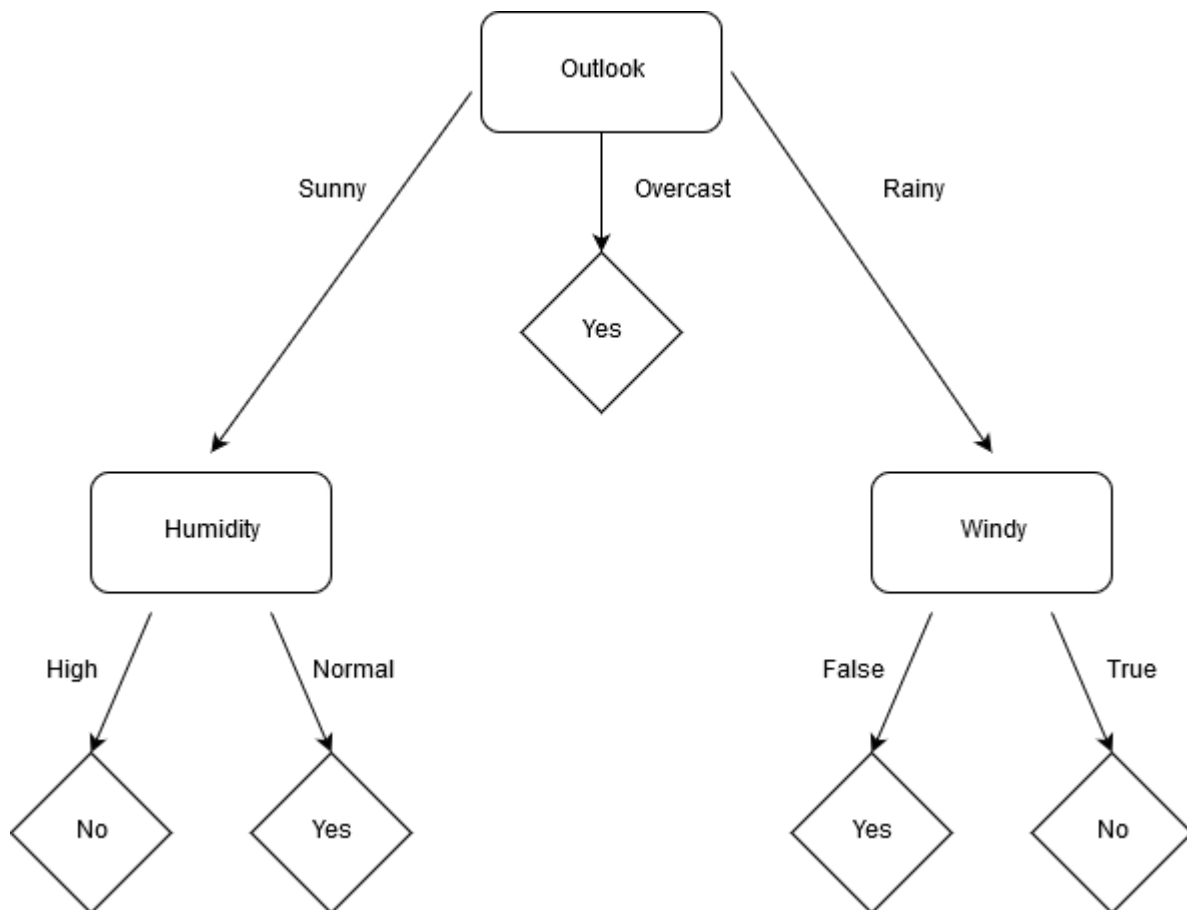 Outlook
Sunny
Overcast
Rainy
Yes
Humidity
Windy
High
Normal
False
True
No
Yes
Yes
No